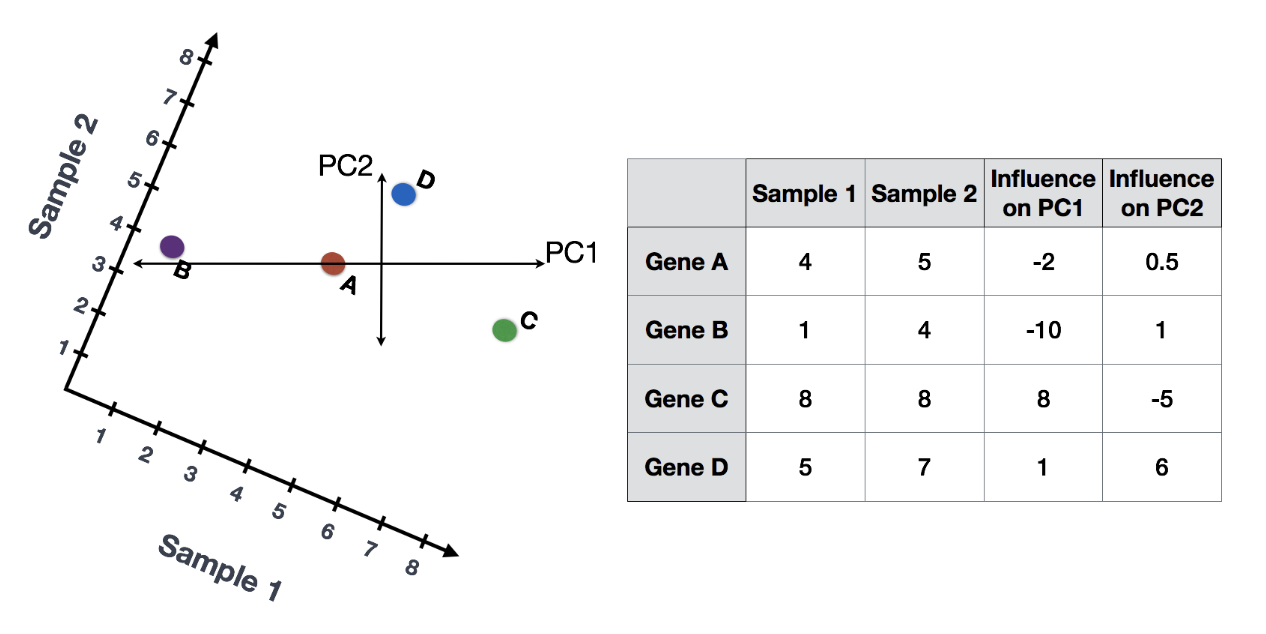 8
7
6
5
4
3
2
1
Sample 2
PC2
D
PC1
B
A
C
1
2
3
4
5
6
7
8
Sample 1
Sample 1 Sample 2 Influence on PC1 Influence on PC2
Gene A 4 5 -2 0.5
Gene B 1 4 -10 1
Gene C 8 8 8 -5
Gene D 5 7 1 6